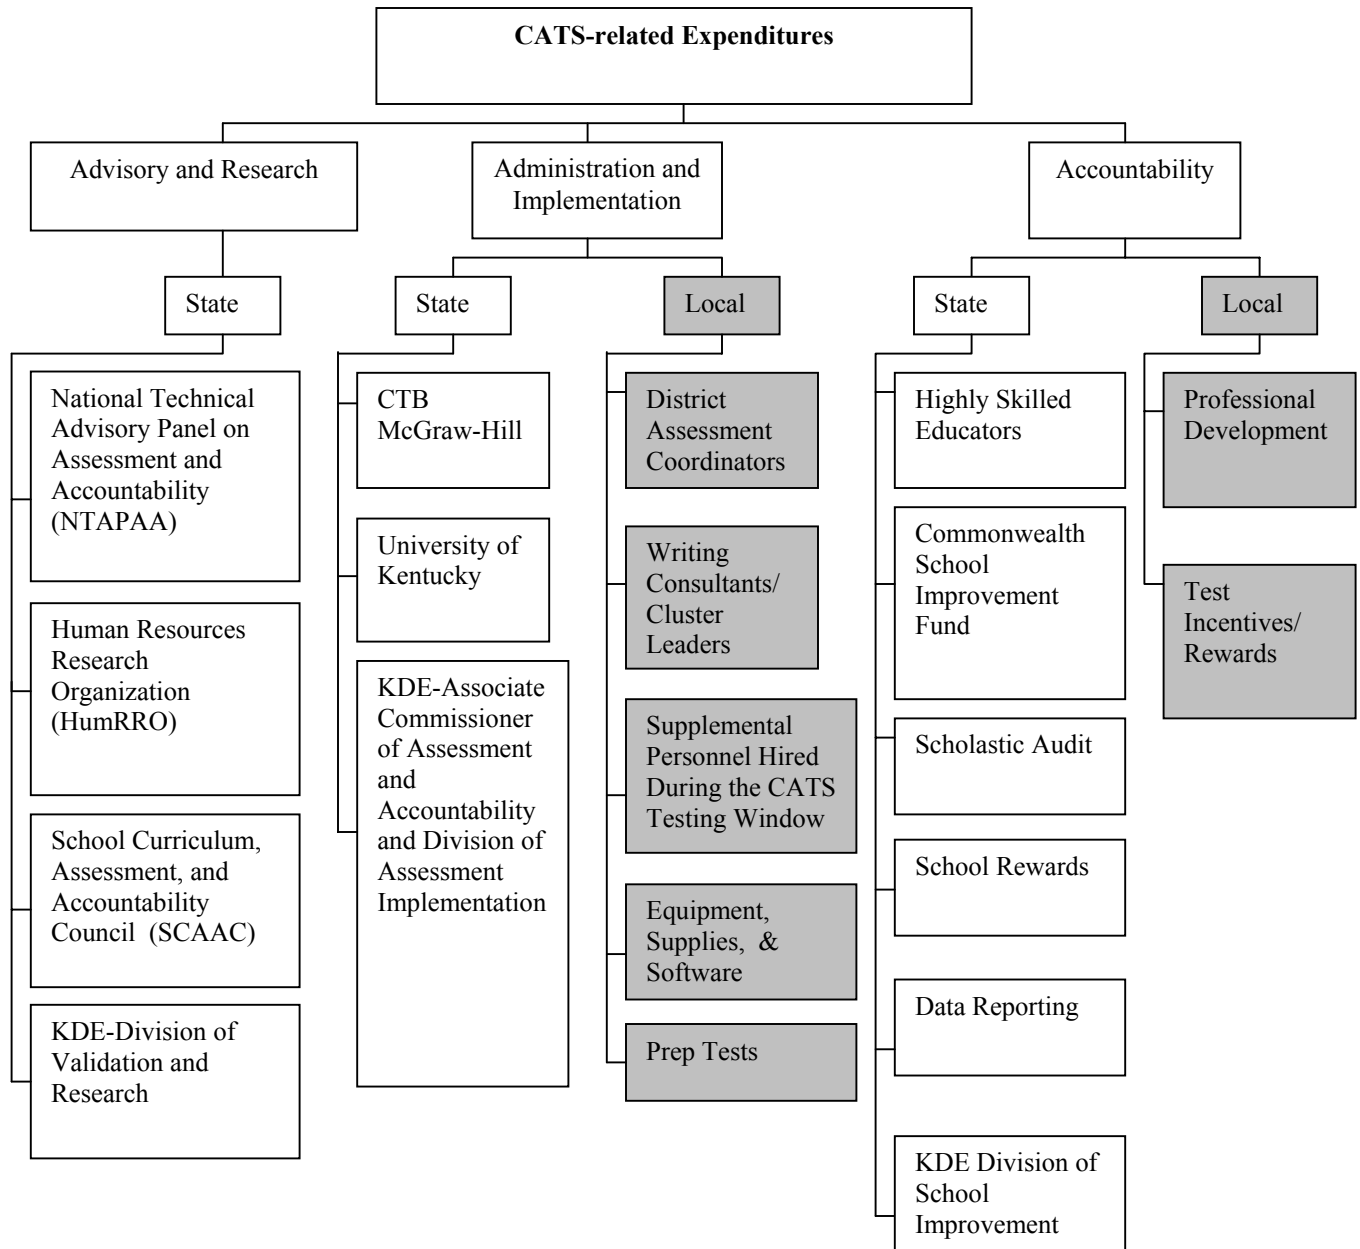 CATS-related Expenditures
Advisory and Research
Administration and
Implementation
Accountability
State
State
Local
State
Local
National Technical
Advisory Panel on
Assessment and
Accountability
(NTAPAA)
Human Resources
Research
Organization
(HumRRO)
School Curriculum,
Assessment, and
Accountability
Council (SCAAC)
KDE-Division of
Validation and
Research
CTB
McGraw-Hill
University of
Kentucky
KDE-Associate
Commissioner
of Assessment
and
Accountability
and Division of
Assessment
Implementation
District
Assessment
Coordinators
Writing
Consultants/
Cluster
Leaders
Supplemental
Personnel Hired
During the CATS
Testing Window
Equipment,
Supplies, &
Software
Prep Tests
Highly Skilled
Educators
Commonwealth
School
Improvement
Fund
Scholastic Audit
School Rewards
Data Reporting
KDE Division of
School
Improvement
Professional
Development
Test
Incentives/
Rewards